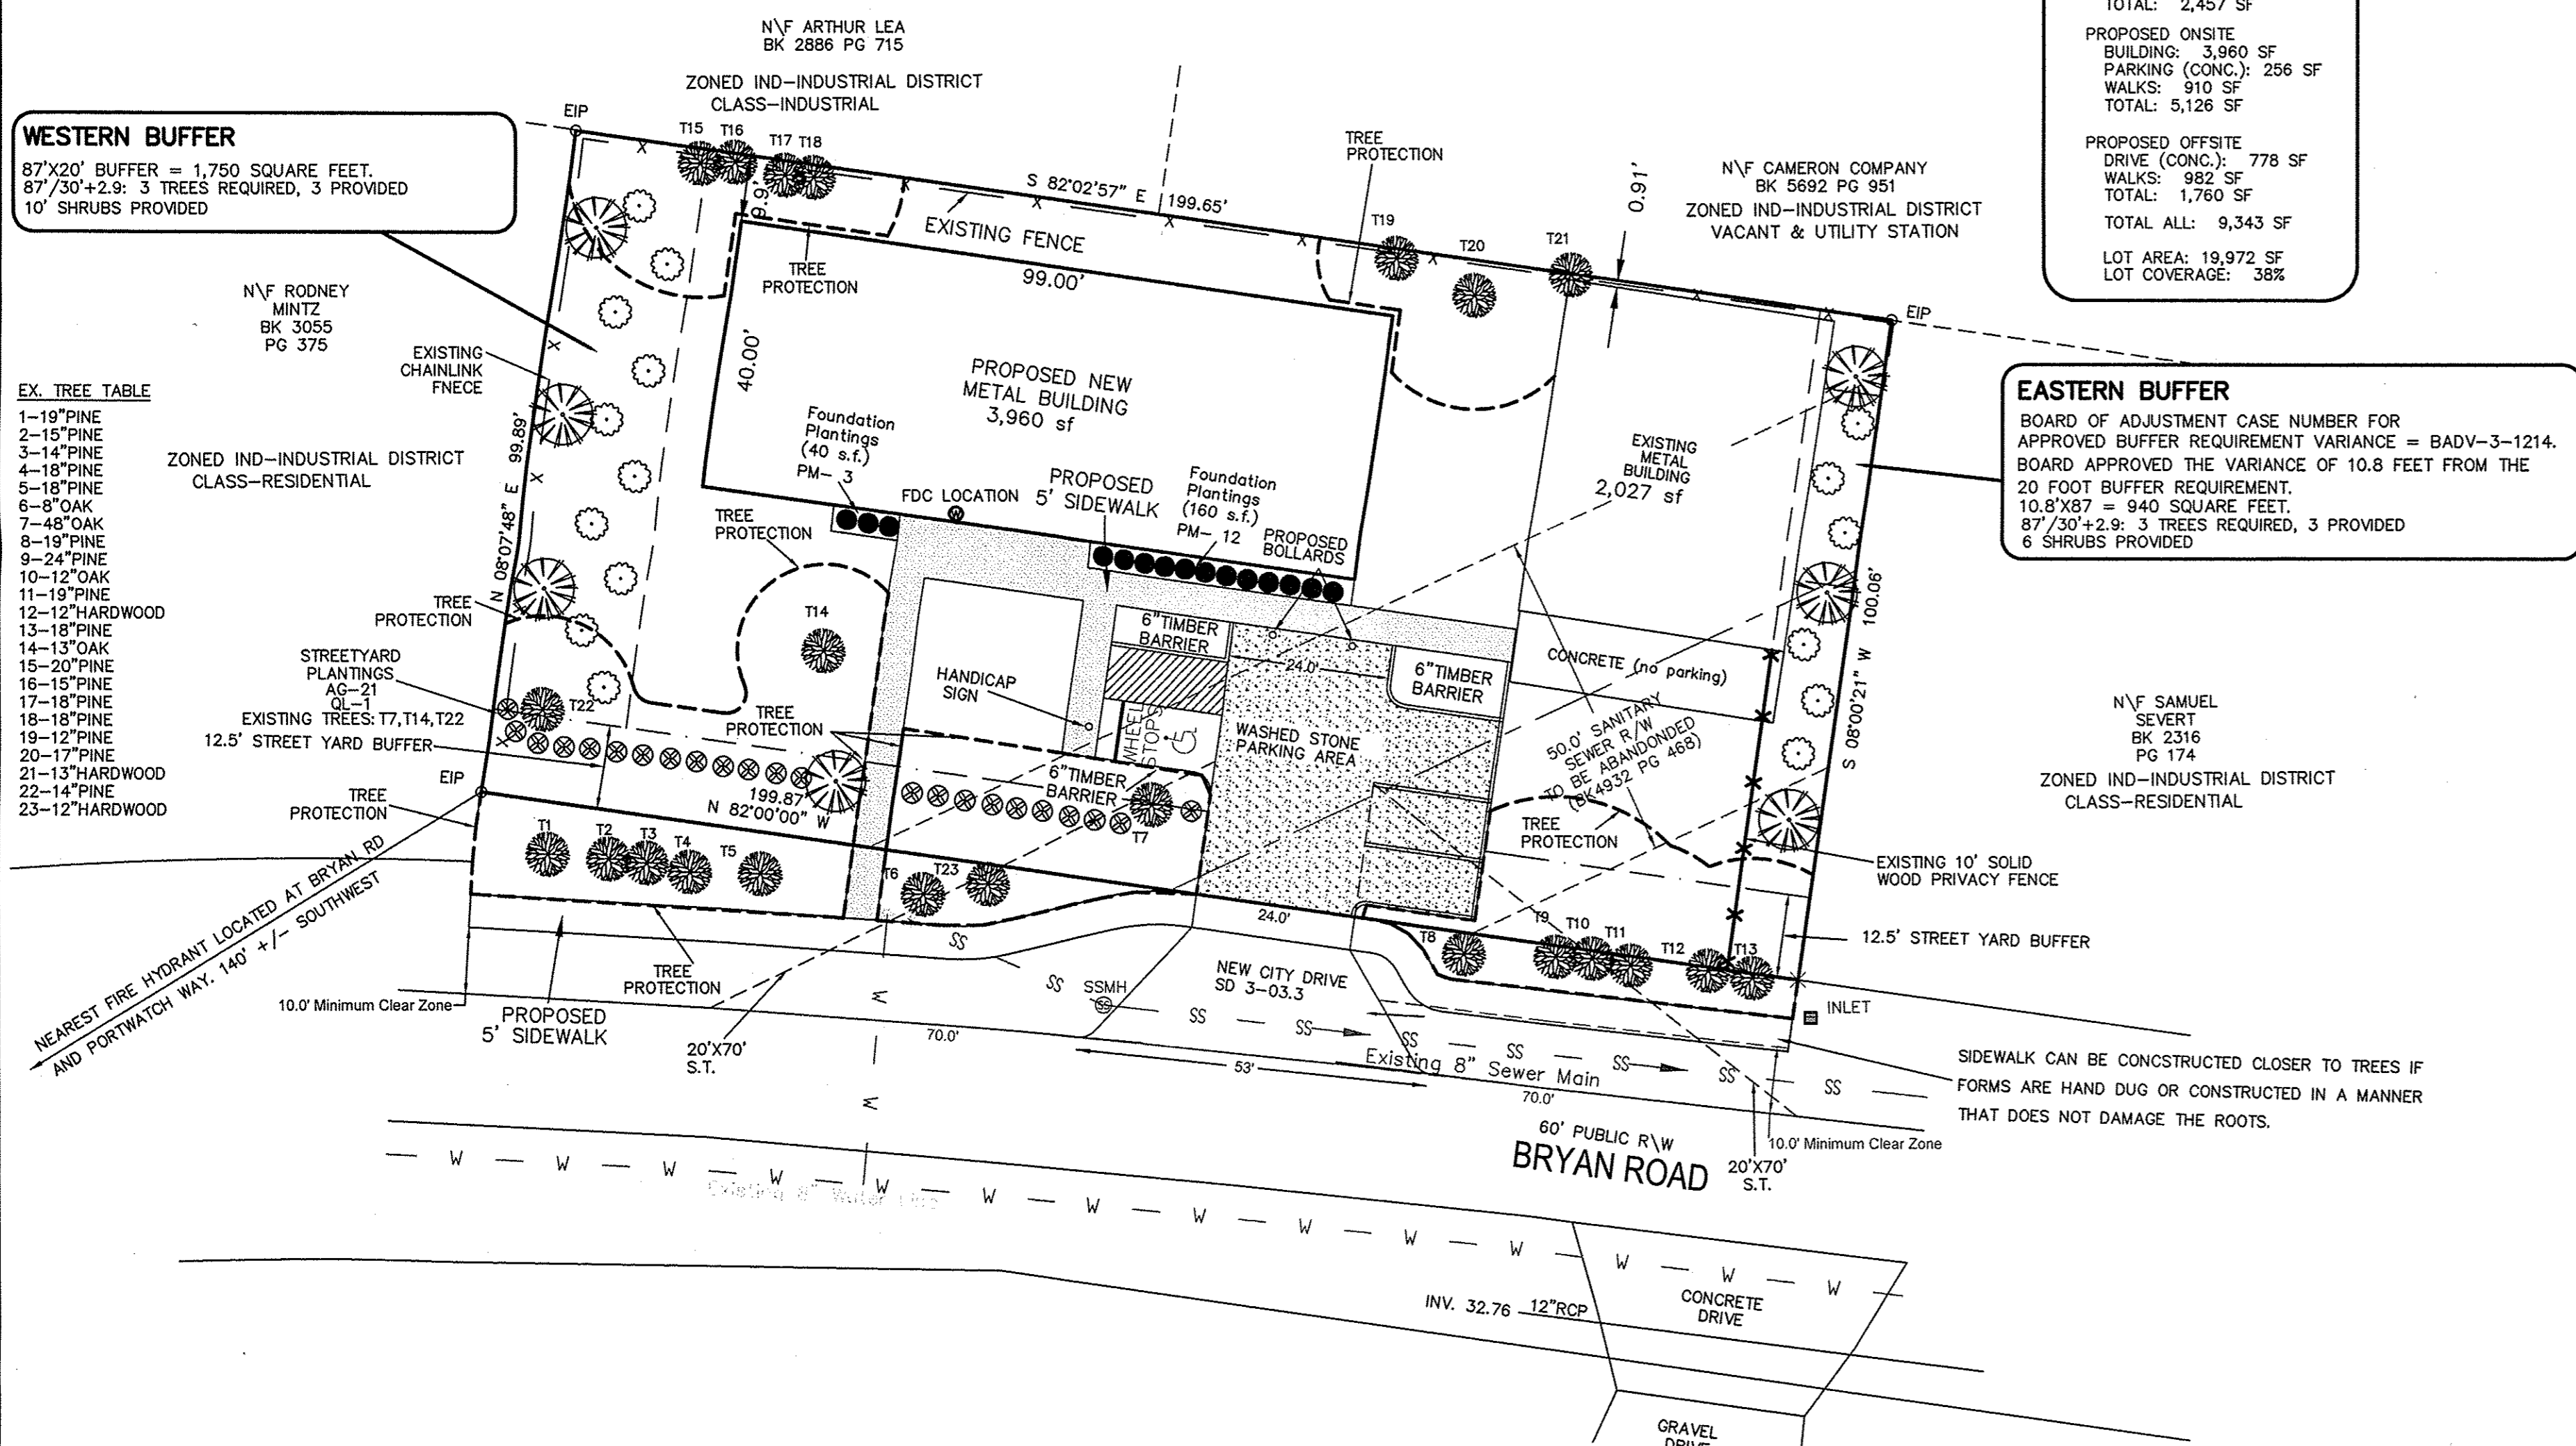 N\F ARTHUR LEA
BK 2886 PG 715
ZONED IND-INDUSTRIAL DISTRICT
CLASS-INDUSTRIAL
TOTAL: 2,457 SF
PROPOSED ONSITE
BUILDING: 3,960 SF
PARKING (CONC.): 256 SF
WALKS: 910 SF
TOTAL: 5,126 SF
PROPOSED OFFSITE
DRIVE (CONC.): 778 SF
WALKS: 982 SF
TOTAL: 1,760 SF
TOTAL ALL: 9,343 SF
LOT AREA: 19,972 SF
LOT COVERAGE: 38%
WESTERN BUFFER
87'X20' BUFFER = 1,750 SQUARE FEET.
87'/30'+2.9: 3 TREES REQUIRED, 3 PROVIDED
10' SHRUBS PROVIDED
EIP
T15
T16
T17
T18
9.9'
TREE
PROTECTION
S 82°02'57" E
199.65'
EXISTING FENCE
TREE
PROTECTION
T19
T20
T21
0.91'
N\F CAMERON COMPANY
BK 5692 PG 951
ZONED IND-INDUSTRIAL DISTRICT
VACANT & UTILITY STATION
EIP
N\F RODNEY
MINTZ
BK 3055
PG 375
EXISTING
CHAINLINK
FNECE
99.00'
40.00'
PROPOSED NEW
METAL BUILDING
3,960 sf
EXISTING
METAL
BUILDING
2,027 sf
EASTERN BUFFER
BOARD OF ADJUSTMENT CASE NUMBER FOR
APPROVED BUFFER REQUIREMENT VARIANCE = BADV-3-1214.
BOARD APPROVED THE VARIANCE OF 10.8 FEET FROM THE
20 FOOT BUFFER REQUIREMENT.
10.8'X87 = 940 SQUARE FEET.
87'/30'+2.9: 3 TREES REQUIRED, 3 PROVIDED
6 SHRUBS PROVIDED
EX. TREE TABLE
1-19"PINE
2-15"PINE
3-14"PINE
4-18"PINE
5-18"PINE
6-8"OAK
7-48"OAK
8-19"PINE
9-24"PINE
10-12"OAK
11-19"PINE
12-12"HARDWOOD
13-18"PINE
14-13"OAK
15-20"PINE
16-15"PINE
17-18"PINE
18-18"PINE
19-12"PINE
20-17"PINE
21-13"HARDWOOD
22-14"PINE
23-12"HARDWOOD
ZONED IND-INDUSTRIAL DISTRICT
CLASS-RESIDENTIAL
N 08°07'48" E 99.89'
Foundation
Plantings
(40 s.f.)
PM- 3
FDC LOCATION
W
PROPOSED
5' SIDEWALK
Foundation
Plantings
(160 s.f.)
PM- 12
PROPOSED
BOLLARDS
TREE
PROTECTION
TREE
PROTECTION
T14
6"TIMBER
BARRIER
24.0'
6"TIMBER
BARRIER
CONCRETE (no parking)
S 08°00'21" W 100.06'
STREETYARD
PLANTINGS
AG-21
QL-1
EXISTING TREES: T7,T14,T22
12.5' STREET YARD BUFFER
T22
HANDICAP
SIGN
TREE
PROTECTION
WHEEL
STOPS
WASHED STONE
PARKING AREA
50.0' SANITARY
SEWER R/W
TO BE ABANDONDED
(BK4932 PG 468)
N\F SAMUEL
SEVERT
BK 2316
PG 174
ZONED IND-INDUSTRIAL DISTRICT
CLASS-RESIDENTIAL
EIP
TREE
PROTECTION
199.87'
N 82°00'00" W
6"TIMBER
BARRIER
T7
TREE
PROTECTION
EXISTING 10' SOLID
WOOD PRIVACY FENCE
T1
T2
T3
T4
T5
T6
T23
24.0'
T8
T9
T10
T11
T12
T13
12.5' STREET YARD BUFFER
NEAREST FIRE HYDRANT LOCATED AT BRYAN RD
AND PORTWATCH WAY. 140' +/- SOUTHWEST
10.0' Minimum Clear Zone
PROPOSED
5' SIDEWALK
TREE
PROTECTION
20'X70'
S.T.
70.0'
SS
SS
SSMH
SS
NEW CITY DRIVE
SD 3-03.3
INLET
SS SS SS SS SS SS SS
53'
Existing 8" Sewer Main
70.0'
SIDEWALK CAN BE CONCSTRUCTED CLOSER TO TREES IF
FORMS ARE HAND DUG OR CONSTRUCTED IN A MANNER
THAT DOES NOT DAMAGE THE ROOTS.
10.0' Minimum Clear Zone
60' PUBLIC R\W
BRYAN ROAD
20'X70'
S.T.
W
W
W W W W W W W W W W W W W W
Existing 8" Water Line
INV. 32.76 12"RCP
CONCRETE
DRIVE
GRAVEL
DRIVE